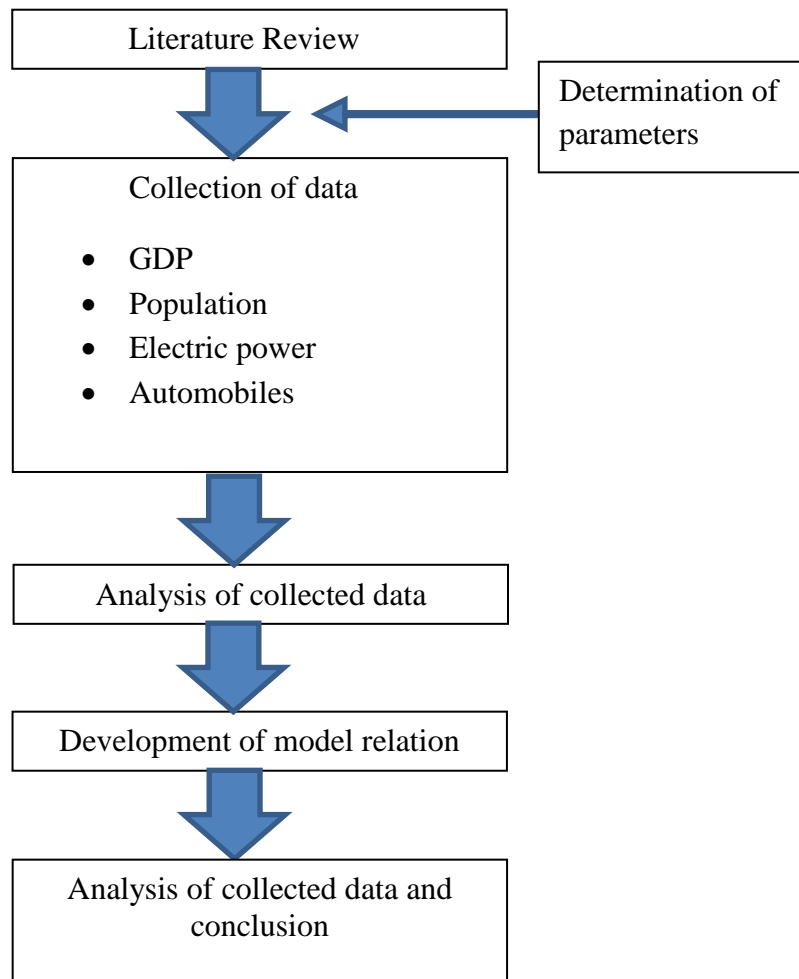 Literature Review
Determination of
parameters
Collection of data
• GDP
• Population
• Electric power
• Automobiles
Analysis of collected data
Development of model relation
Analysis of collected data and
conclusion